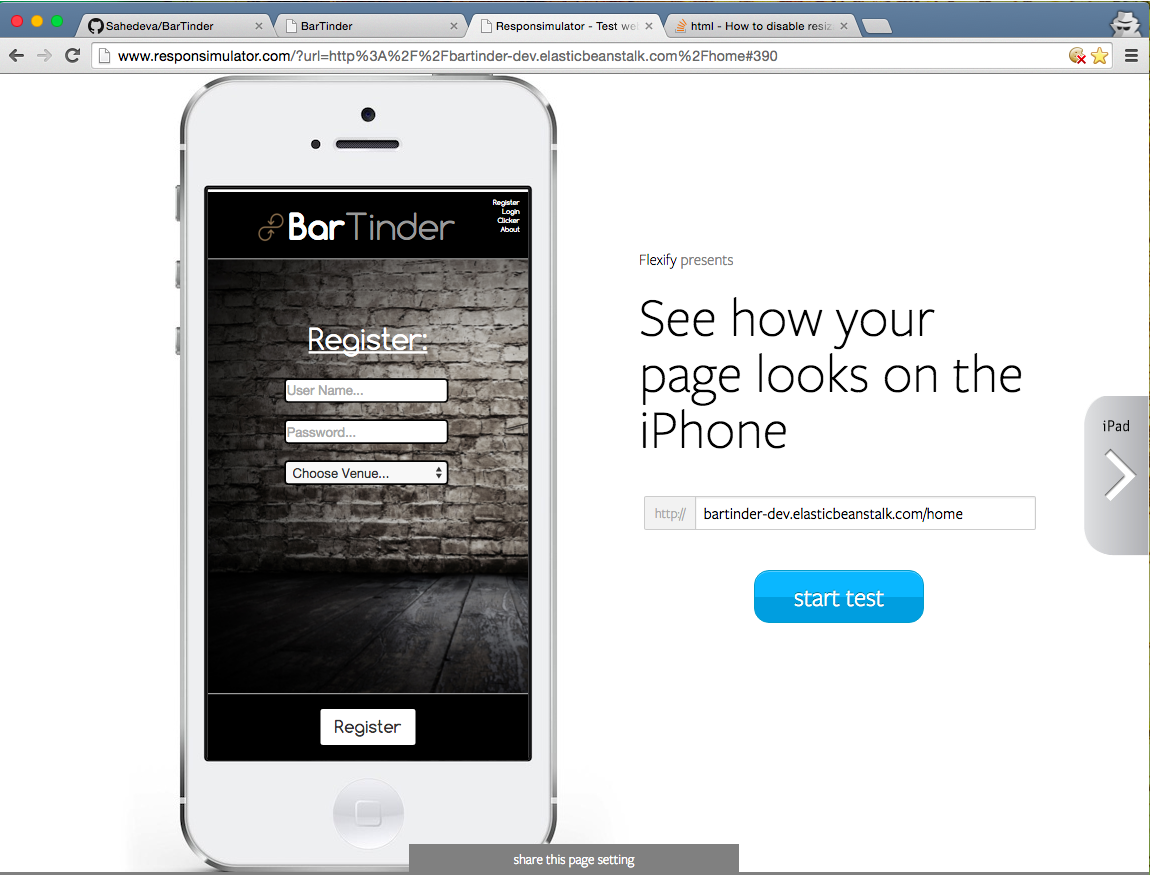 Sahedeva/BarTinder
BarTinder
Responsimulator - Test we
html - How to disable resiz
www.responsimulator.com/?url=http%3A%2F%2Fbartinder-dev.elasticbeanstalk.com%2Fhome#390
BarTinder
Register
Login
Clicker
About
Register:
User Name...
Password...
Choose Venue...
Register
Flexify presents
See how your
page looks on the
iPhone
http:// bartinder-dev.elasticbeanstalk.com/home
start test
iPad
share this page setting